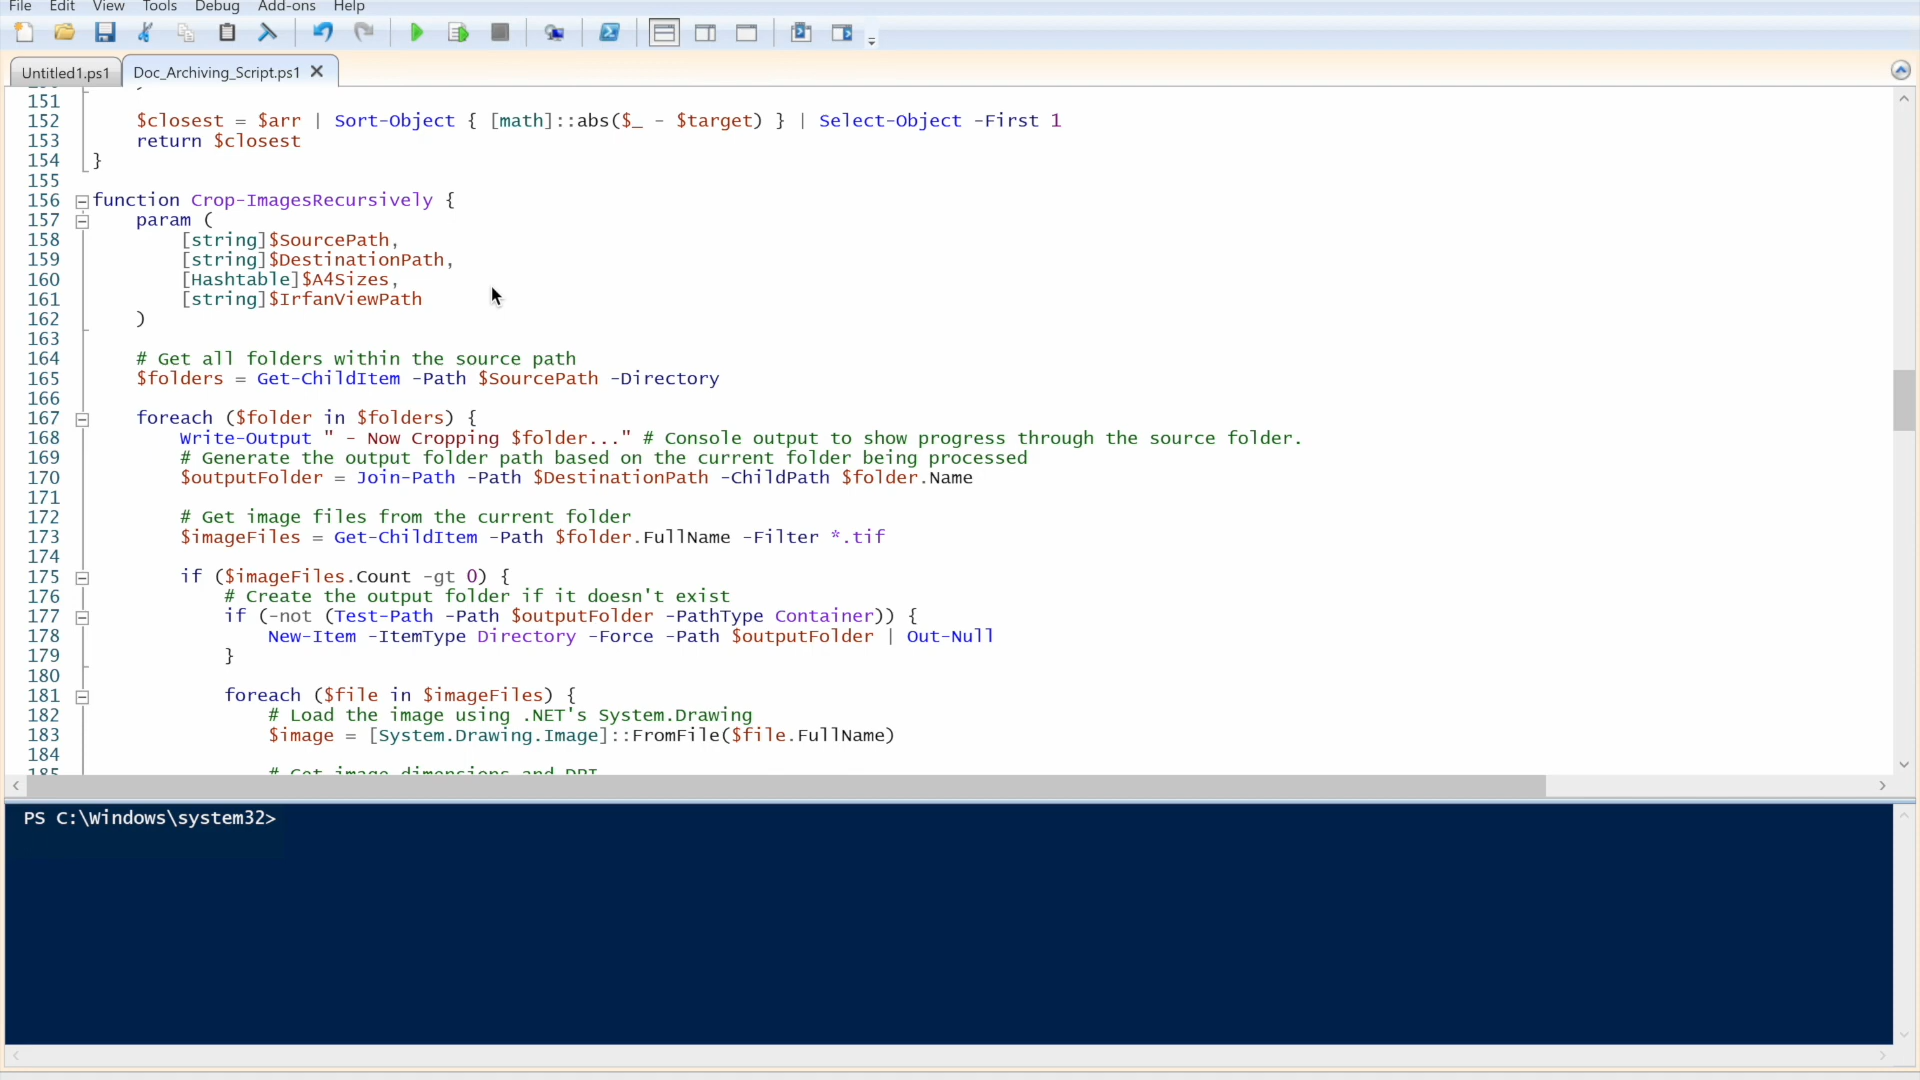 File Edit View Tools Debug Add-ons Help
Untitled1.ps1 Doc_Archiving_Script.ps1
151
152 $closest = $arr | Sort-Object { [math]::abs($_ - $target) } | Select-Object -First 1
153 return $closest
154 }
155
156 function Crop-ImagesRecursively {
157 param (
158 [string]$SourcePath,
159 [string]$DestinationPath,
160 [Hashtable]$A4Sizes,
161 [string]$IrfanViewPath
162 )
163
164 # Get all folders within the source path
165 $folders = Get-ChildItem -Path $SourcePath -Directory
166
167 foreach ($folder in $folders) {
168 Write-Output " - Now Cropping $folder..." # Console output to show progress through the source folder.
169 # Generate the output folder path based on the current folder being processed
170 $outputFolder = Join-Path -Path $DestinationPath -ChildPath $folder.Name
171
172 # Get image files from the current folder
173 $imageFiles = Get-ChildItem -Path $folder.FullName -Filter *.tif
174
175 if ($imageFiles.Count -gt 0) {
176 # Create the output folder if it doesn't exist
177 if (-not (Test-Path -Path $outputFolder -PathType Container)) {
178 New-Item -ItemType Directory -Force -Path $outputFolder | Out-Null
179 }
180
181 foreach ($file in $imageFiles) {
182 # Load the image using .NET's System.Drawing
183 $image = [System.Drawing.Image]::FromFile($file.FullName)
184
185 # Get image dimensions and DPI
PS C:\Windows\system32>